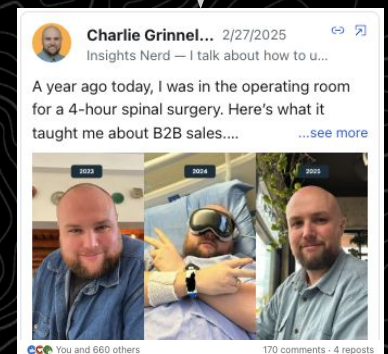 Charlie Grinnel... 2/27/2025
Insights Nerd — I talk about how to u...
A year ago today, I was in the operating room
for a 4-hour spinal surgery. Here's what it
taught me about B2B sales.... ...see more
2023 2024 2025
You and 660 others 170 comments · 4 reposts